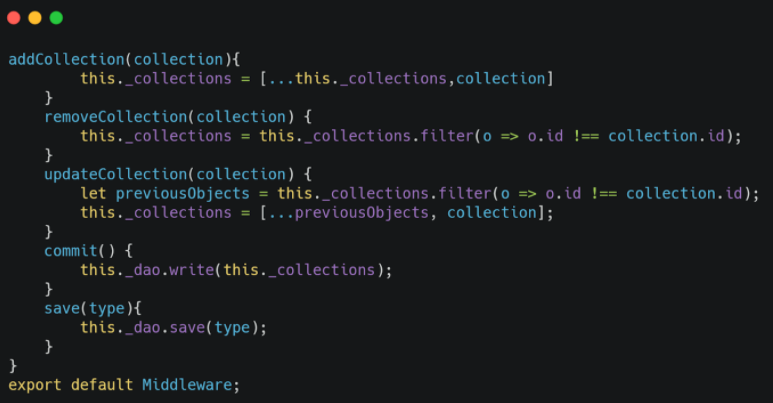 addCollection(collection){
        this._collections = [...this._collections,collection]
    }
    removeCollection(collection) {
        this._collections = this._collections.filter(o => o.id !== collection.id);
    }
    updateCollection(collection) {
        let previousObjects = this._collections.filter(o => o.id !== collection.id);
        this._collections = [...previousObjects, collection];
    }
    commit() {
        this._dao.write(this._collections);
    }
    save(type){
        this._dao.save(type);
    }
}
export default Middleware;